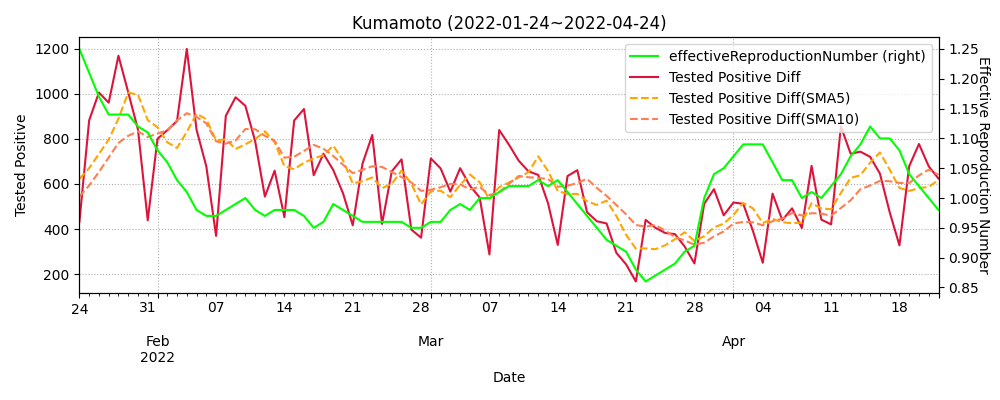 Kumamoto (2022-01-24~2022-04-24)
effectiveReproductionNumber (right)
Tested Positive Diff
Tested Positive Diff(SMA5)
Tested Positive Diff(SMA10)
Tested Positive
1200
1000
800
600
400
200
Effective Reproduction Number
1.25
1.20
1.15
1.10
1.05
1.00
0.95
0.90
0.85
24 31 07 14 21 28 07 14 21 28 04 11 18
Feb Mar Apr
2022
Date